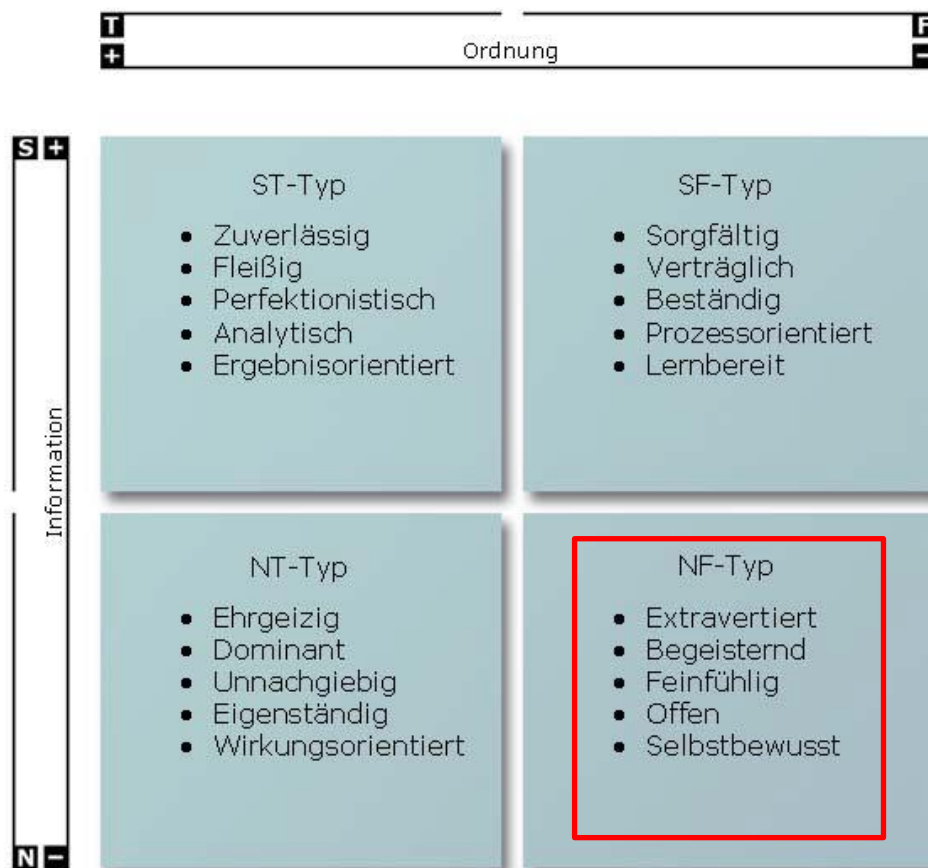 T
F
+
Ordnung
−
S +
ST-Typ
• Zuverlässig
• Fleißig
• Perfektionistisch
• Analytisch
• Ergebnisorientiert
SF-Typ
• Sorgfältig
• Verträglich
• Beständig
• Prozessorientiert
• Lernbereit
Information
NT-Typ
• Ehrgeizig
• Dominant
• Unnachgiebig
• Eigenständig
• Wirkungsorientiert
NF-Typ
• Extravertiert
• Begeisternd
• Feinfühlig
• Offen
• Selbstbewusst
N −